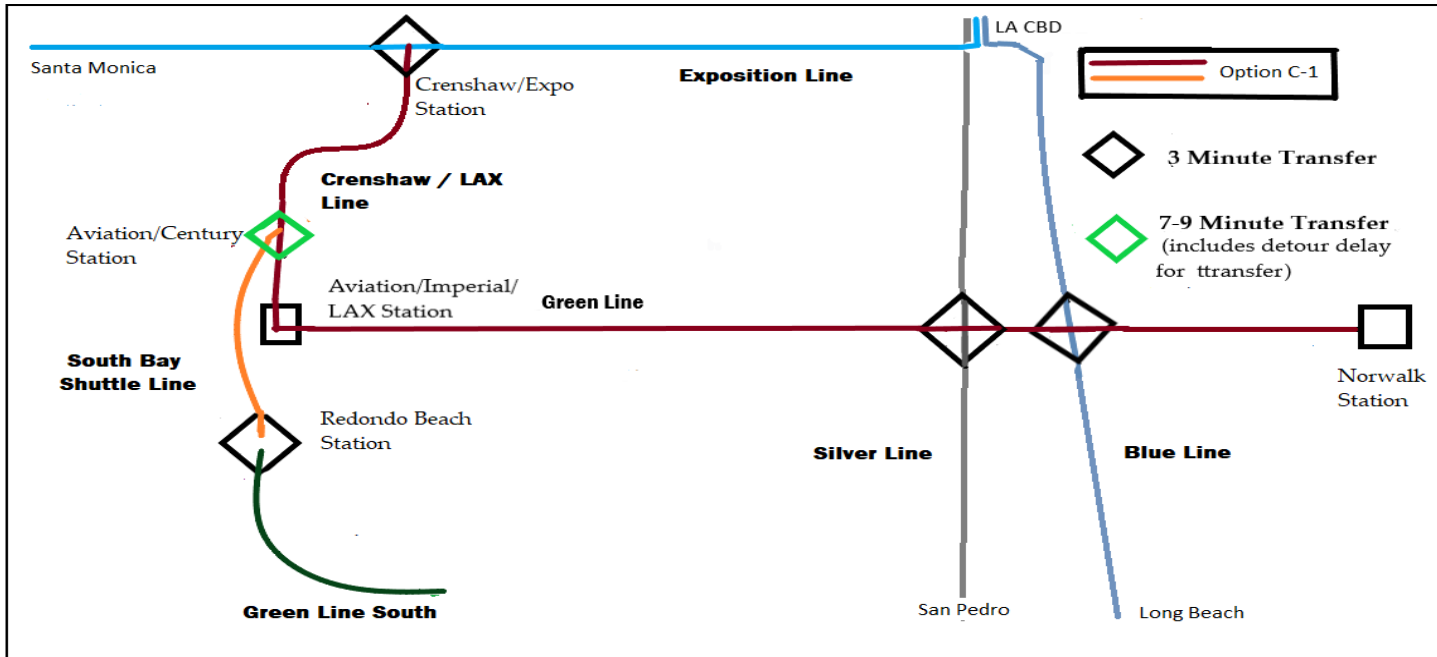 LA CBD
Santa Monica
Exposition Line
Option C-1
Crenshaw/Expo
Station
3 Minute Transfer
Crenshaw / LAX
Line
7-9 Minute Transfer
(includes detour delay
for ttransfer)
Aviation/Century
Station
Aviation/Imperial/
LAX Station
Green Line
South Bay
Shuttle Line
Norwalk
Station
Redondo Beach
Station
Silver Line
Blue Line
Green Line South
San Pedro
Long Beach